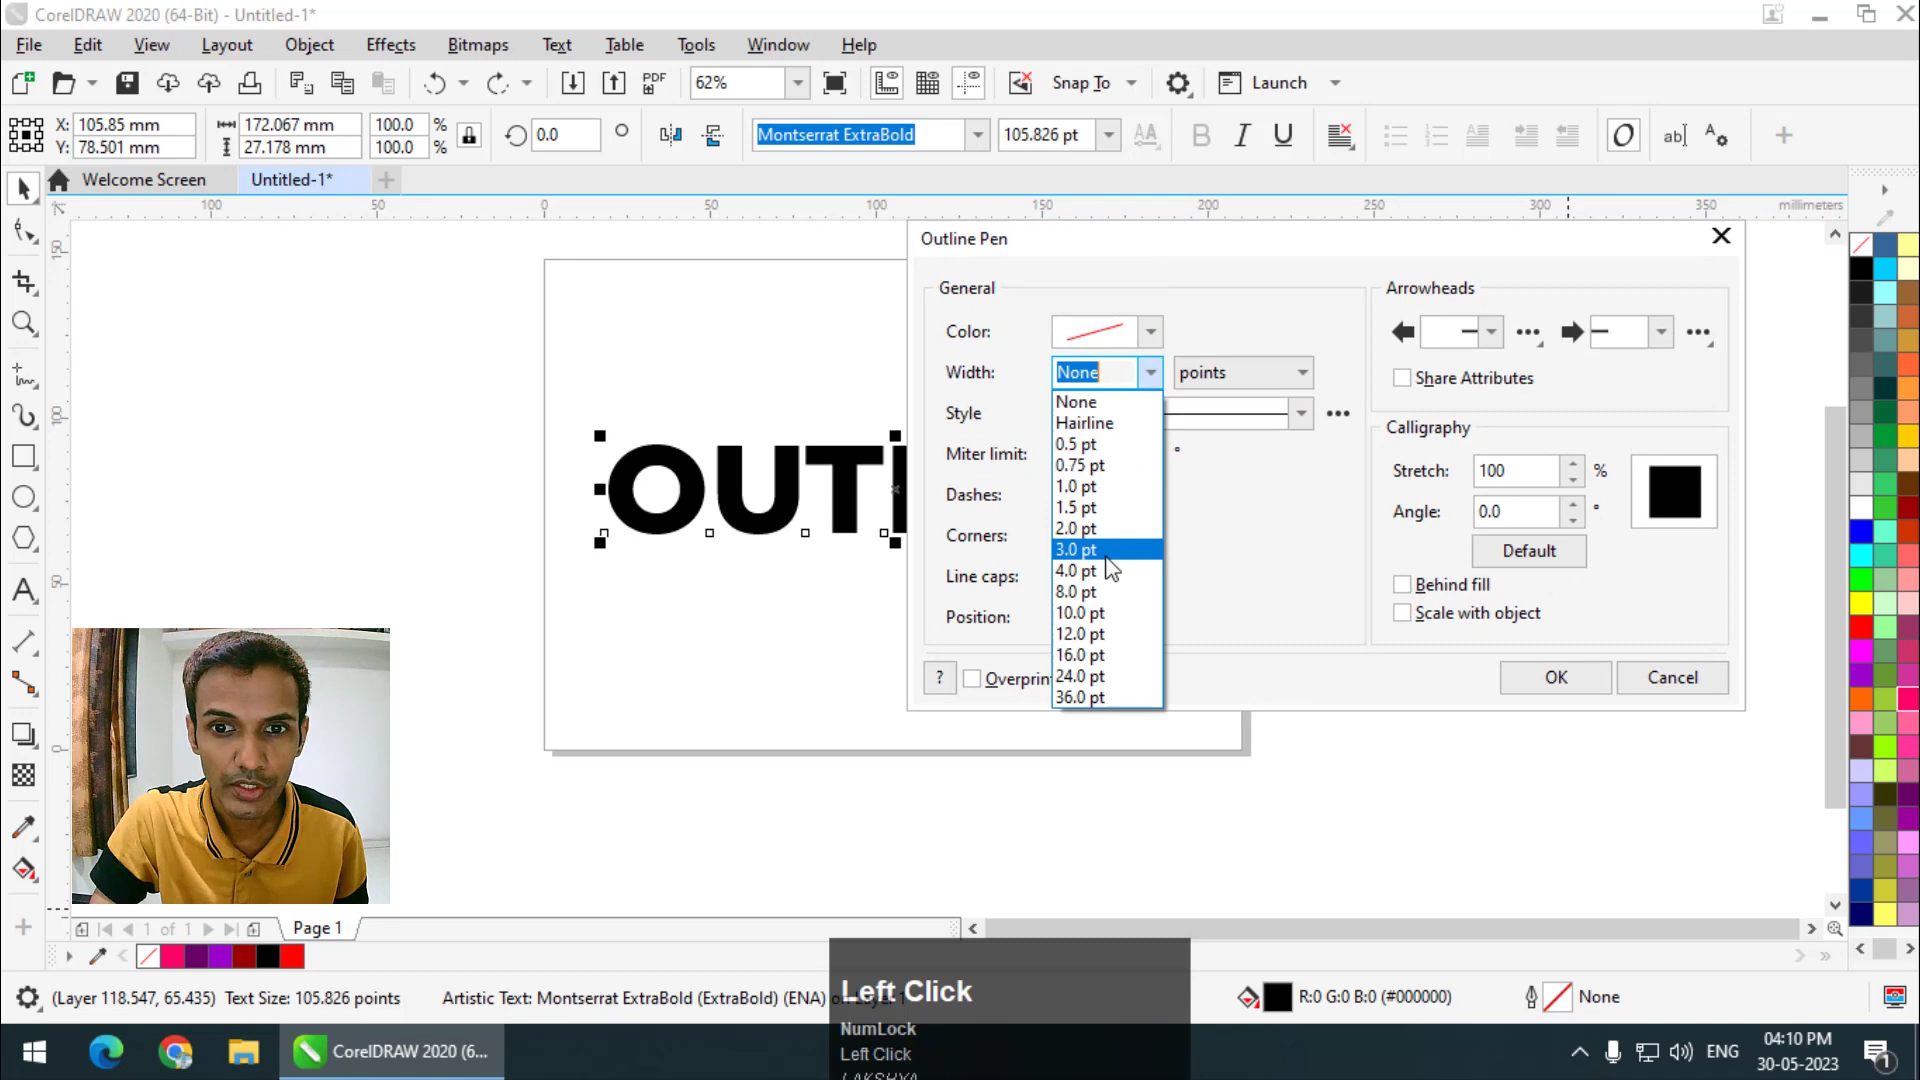 CorelDRAW 2020 (64-Bit) - Untitled-1*
File Edit View Layout Object Effects Bitmaps Text Table Tools Window Help
PDF 62% Snap To Launch
X: 105.85 mm 172.067 mm 100.0 % 0.0 Montserrat ExtraBold 105.826 pt
Y: 78.501 mm 27.178 mm 100.0 %
Welcome Screen Untitled-1*
100 50 0 50 100 150 200 250 300 350 millimeters
150
100
50
0
OUTL
Outline Pen
General
Color:
Width: None points
None
Hairline
0.5 pt
0.75 pt
1.0 pt
1.5 pt
2.0 pt
3.0 pt
4.0 pt
8.0 pt
10.0 pt
12.0 pt
16.0 pt
24.0 pt
36.0 pt
Style
Miter limit: °
Dashes:
Corners:
Line caps:
Position:
? Overprin
Arrowheads
Share Attributes
Calligraphy
Stretch: 100 %
Angle: 0.0 °
Default
Behind fill
Scale with object
OK Cancel
1 of 1 Page 1
(Layer 118.547, 65.435) Text Size: 105.826 points Artistic Text: Montserrat ExtraBold (ExtraBold) (ENA) on R:0 G:0 B:0 (#000000) None
Left Click
NumLock
Left Click
CorelDRAW 2020 (6...
ENG
04:10 PM
30-05-2023
1